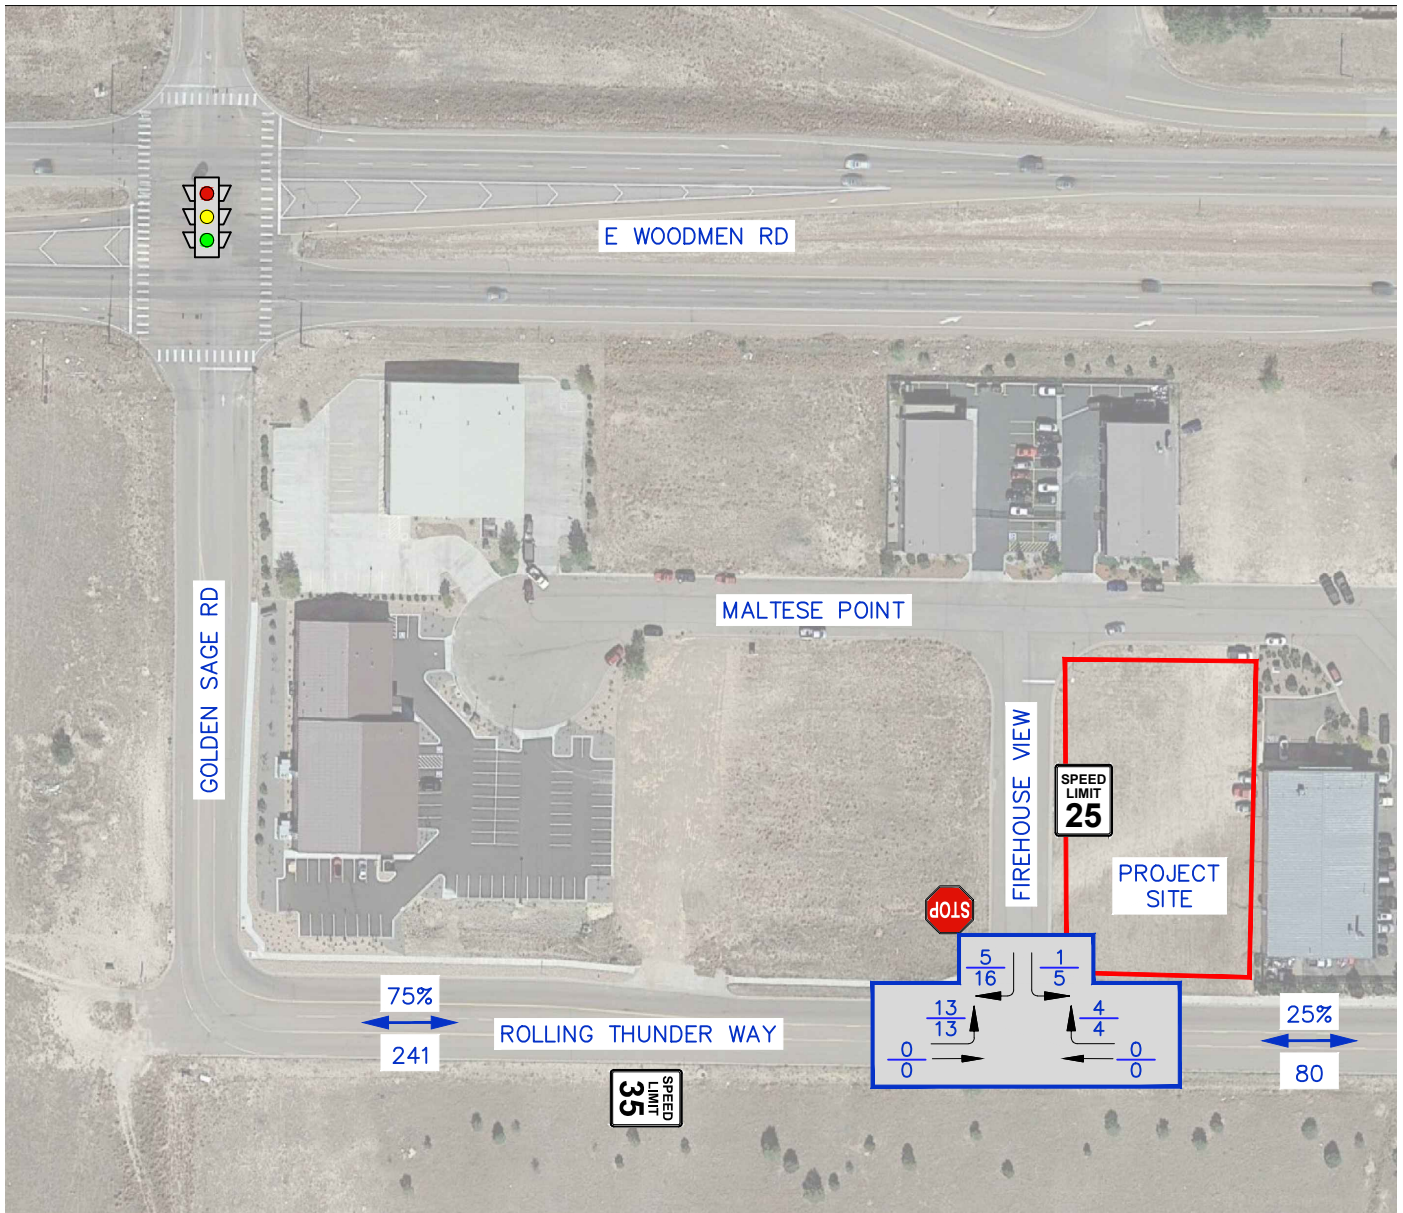 E WOODMEN RD
MALTESE POINT
GOLDEN SAGE RD
FIREHOUSE VIEW
SPEED
LIMIT
25
PROJECT
SITE
STOP
5
16
1
5
13
13
4
4
0
0
0
0
75%
241
ROLLING THUNDER WAY
25%
80
SPEED
LIMIT
35